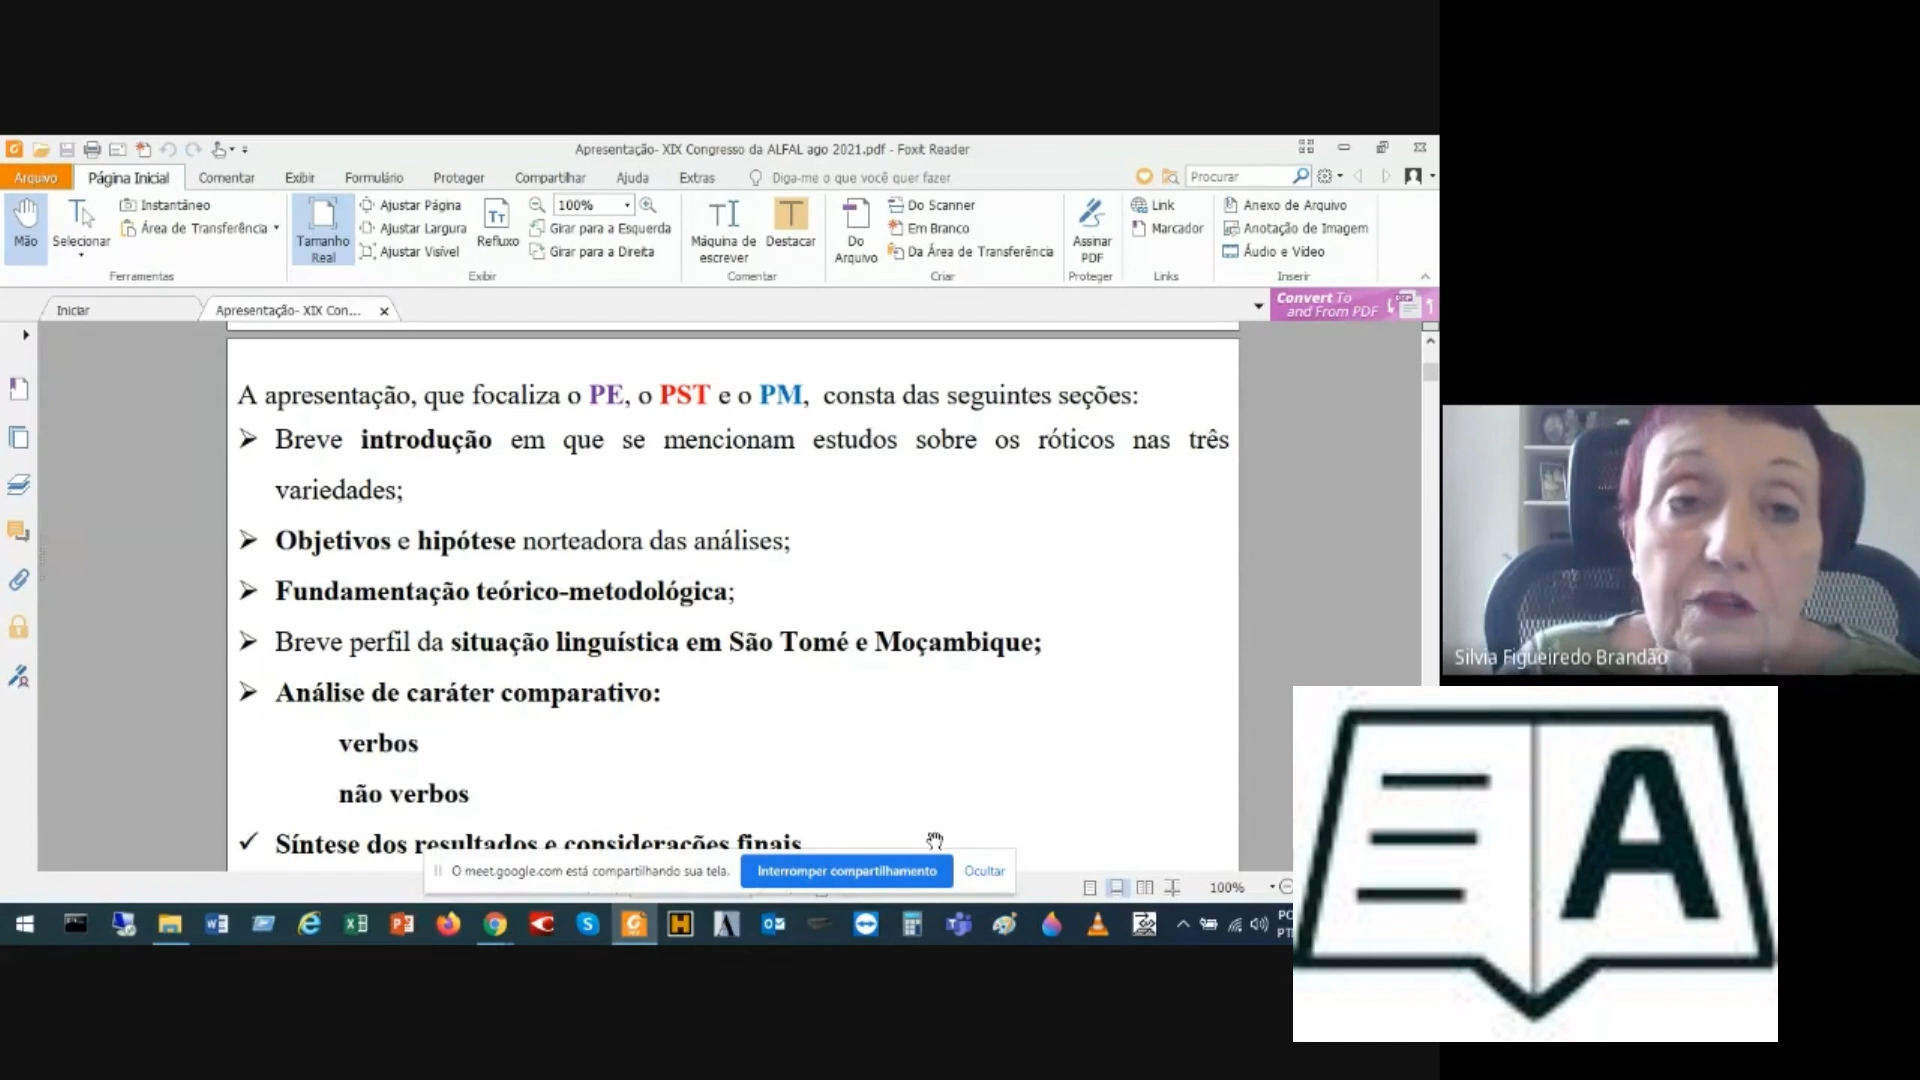 Apresentação- XIX Congresso da ALFAL ago 2021.pdf - Foxit Reader
Arquivo Página Inicial Comentar Exibir Formulário Proteger Compartilhar Ajuda Extras Diga-me o que você quer fazer Procurar
Mão
Selecionar
Instantâneo
Área de Transferência
Ferramentas
Tamanho
Real
Ajustar Página
Ajustar Largura
Ajustar Visível
Refluxo
100%
Girar para a Esquerda
Girar para a Direita
Exibir
Máquina de
escrever
Destacar
Comentar
Do
Arquivo
Do Scanner
Em Branco
Da Área de Transferência
Criar
Assinar
PDF
Proteger
Link
Marcador
Links
Anexo de Arquivo
Anotação de Imagem
Áudio e Vídeo
Inserir
Iniciar
Apresentação- XIX Con...
Convert To
and From PDF
A apresentação, que focaliza o PE, o PST e o PM, consta das seguintes seções:
➢ Breve introdução em que se mencionam estudos sobre os róticos nas três
variedades;
➢ Objetivos e hipótese norteadora das análises;
➢ Fundamentação teórico-metodológica;
➢ Breve perfil da situação linguística em São Tomé e Moçambique;
➢ Análise de caráter comparativo:
verbos
não verbos
✓ Síntese dos resultados e considerações finais
O meet.google.com está compartilhando sua tela. Interromper compartilhamento Ocultar
100%
Silvia Figueiredo Brandão
A